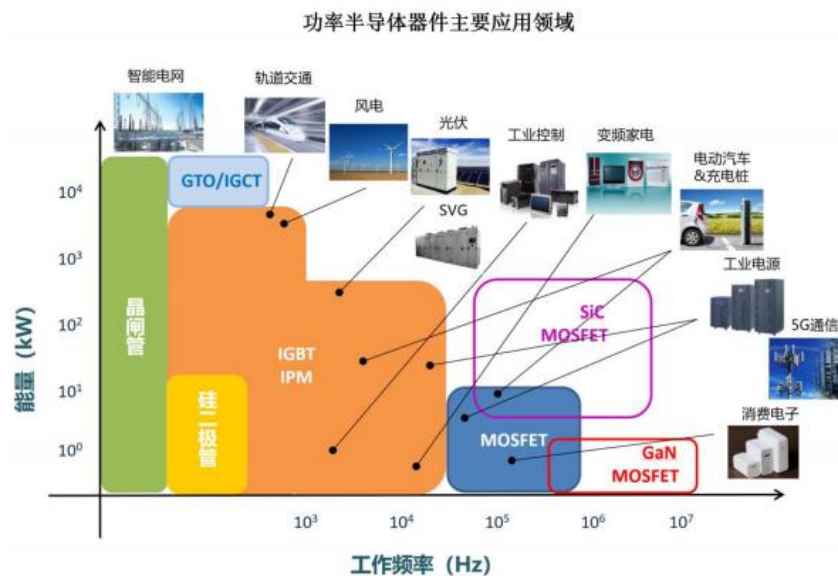 功率半导体器件主要应用领域
智能电网
轨道交通
风电
光伏
工业控制
变频家电
电动汽车
&充电桩
SVG
工业电源
5G通信
消费电子
GTO/IGCT
晶闸管
硅二极管
IGBT
IPM
SiC
MOSFET
MOSFET
GaN
MOSFET
能量（kW）
10⁴
10³
10²
10¹
10⁰
10³
10⁴
10⁵
10⁶
10⁷
工作频率（Hz）